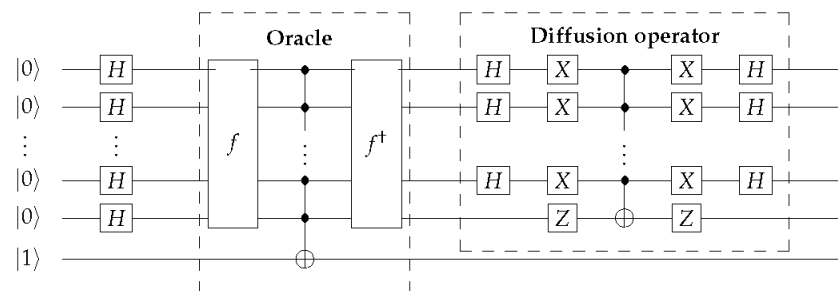 Oracle Diffusion operator
|0⟩ H H X X H
|0⟩ H H X X H
⋮ ⋮ f ⋮ f† ⋮
|0⟩ H H X X H
|0⟩ H Z Z
|1⟩